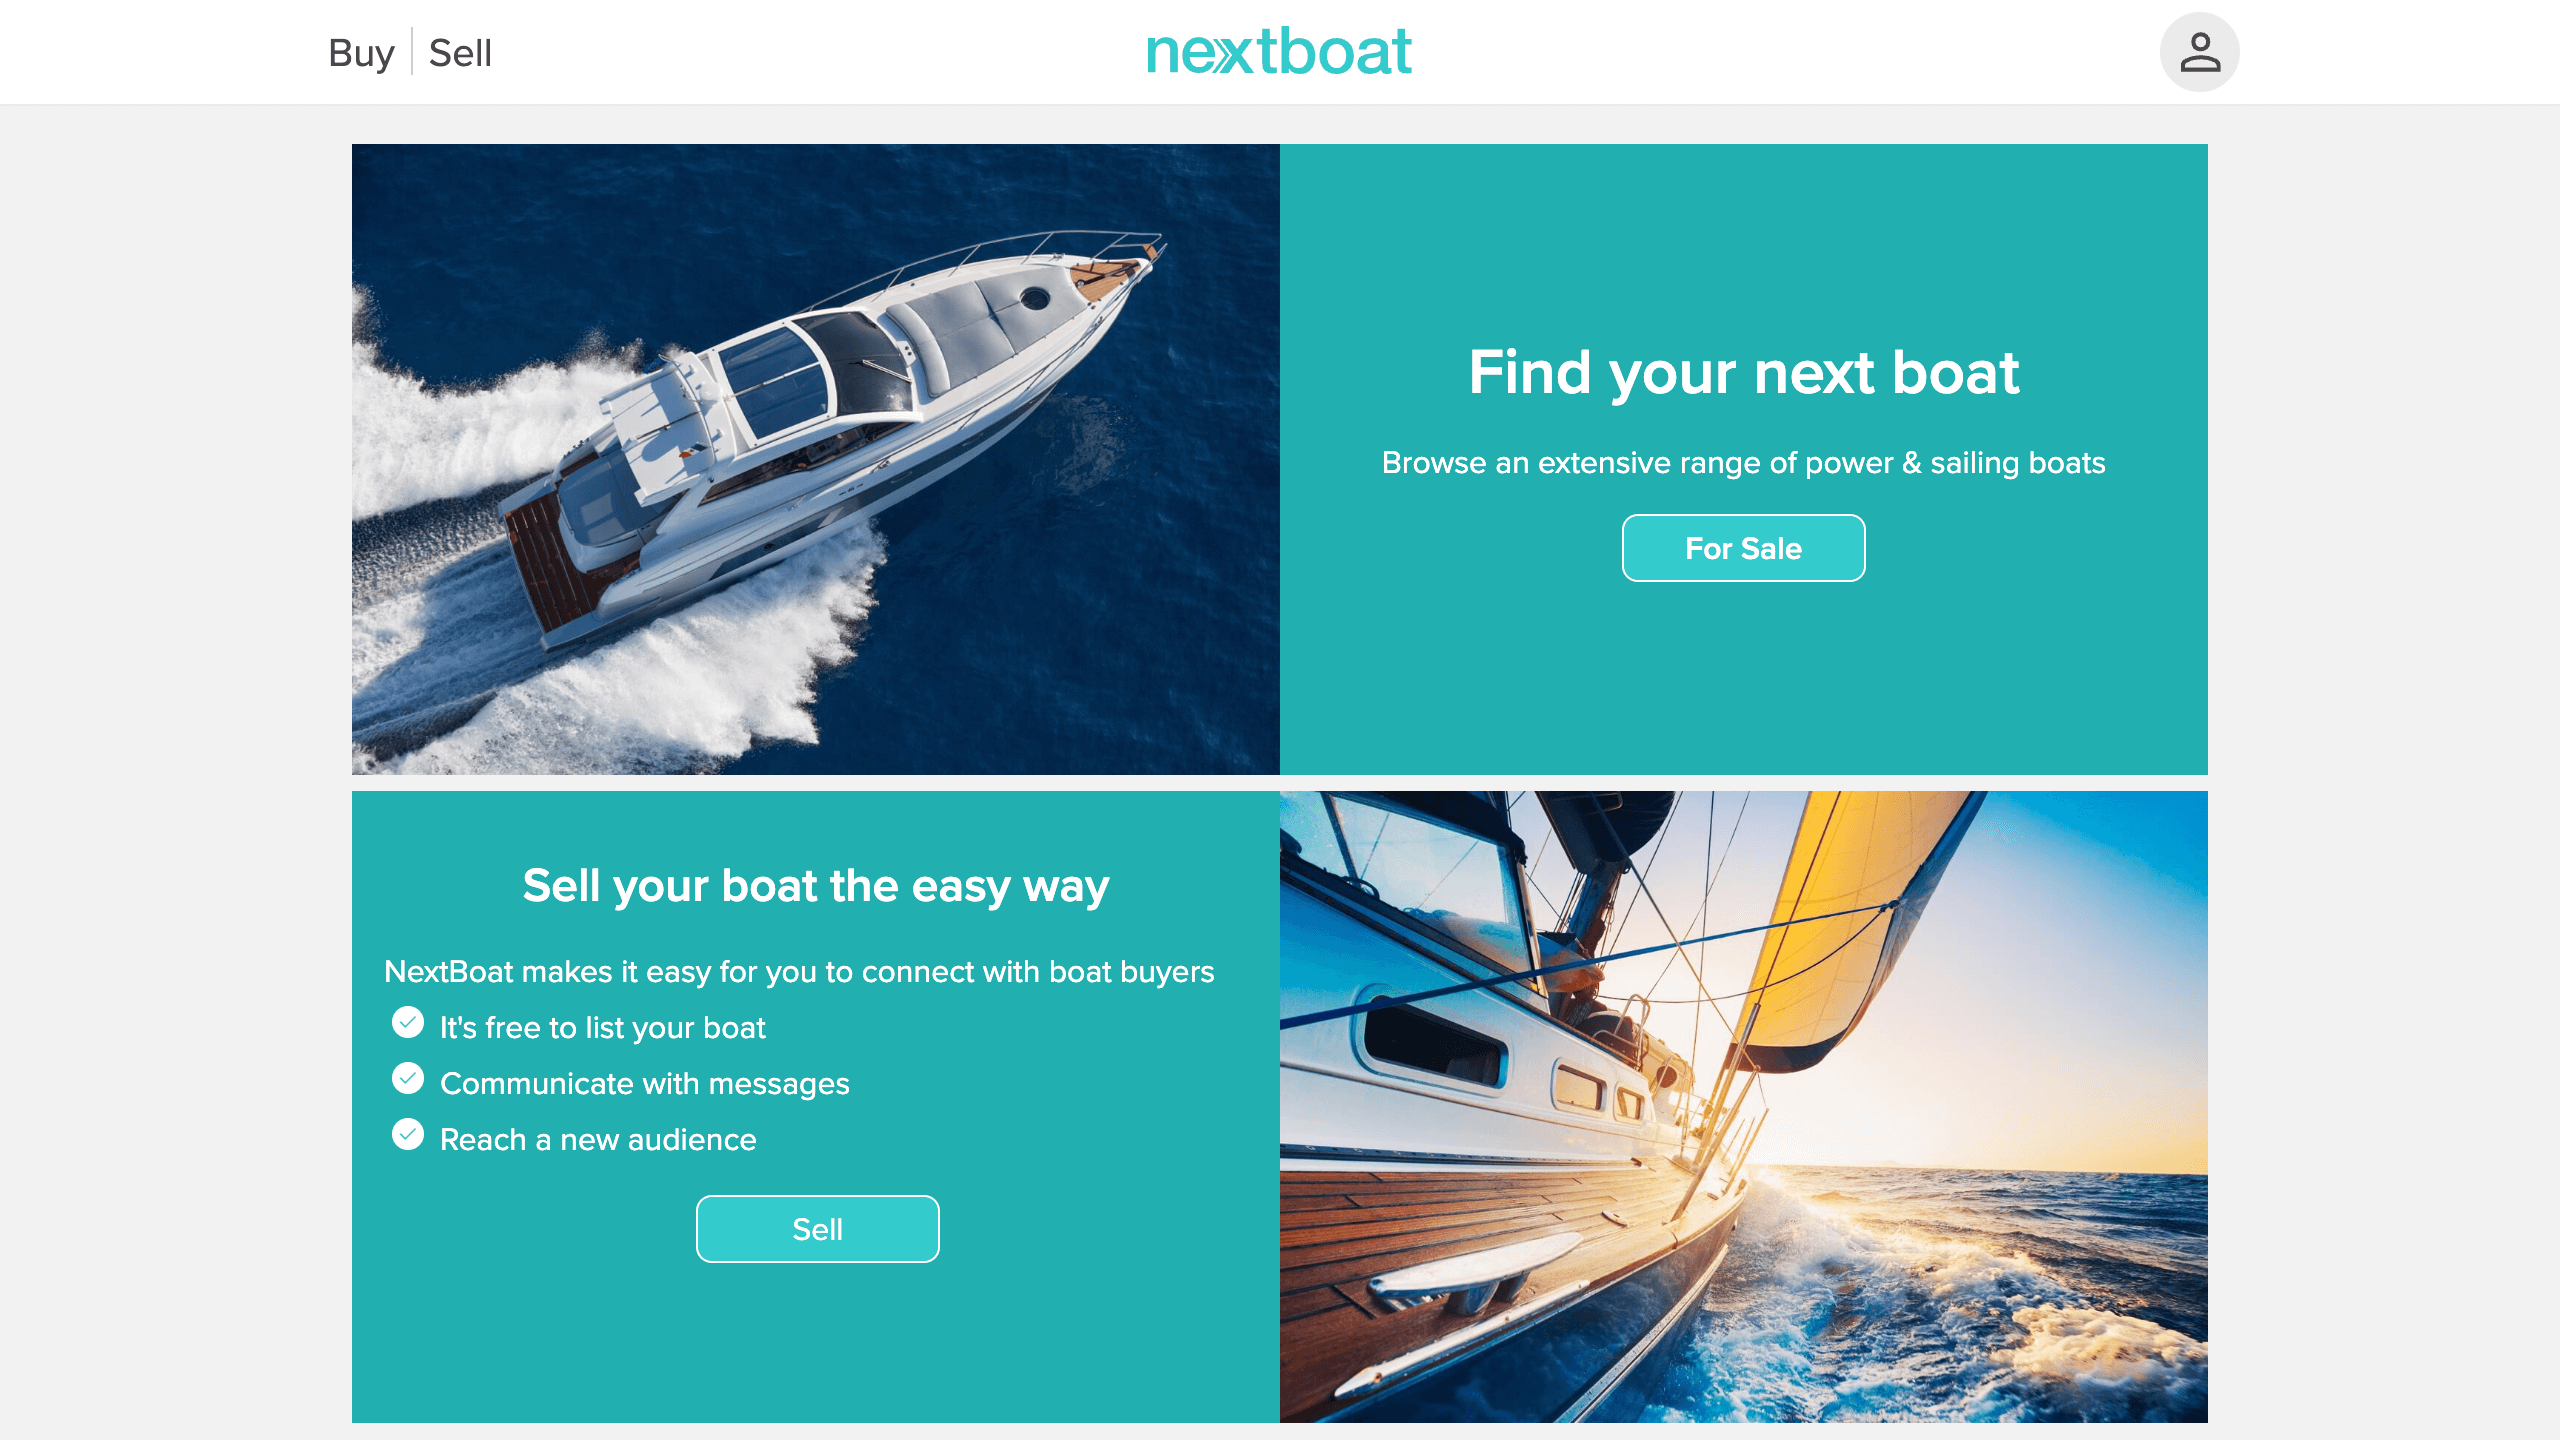 Buy
Sell
nextboat
Find your next boat
Browse an extensive range of power & sailing boats
For Sale
Sell your boat the easy way
NextBoat makes it easy for you to connect with boat buyers
It's free to list your boat
Communicate with messages
Reach a new audience
Sell